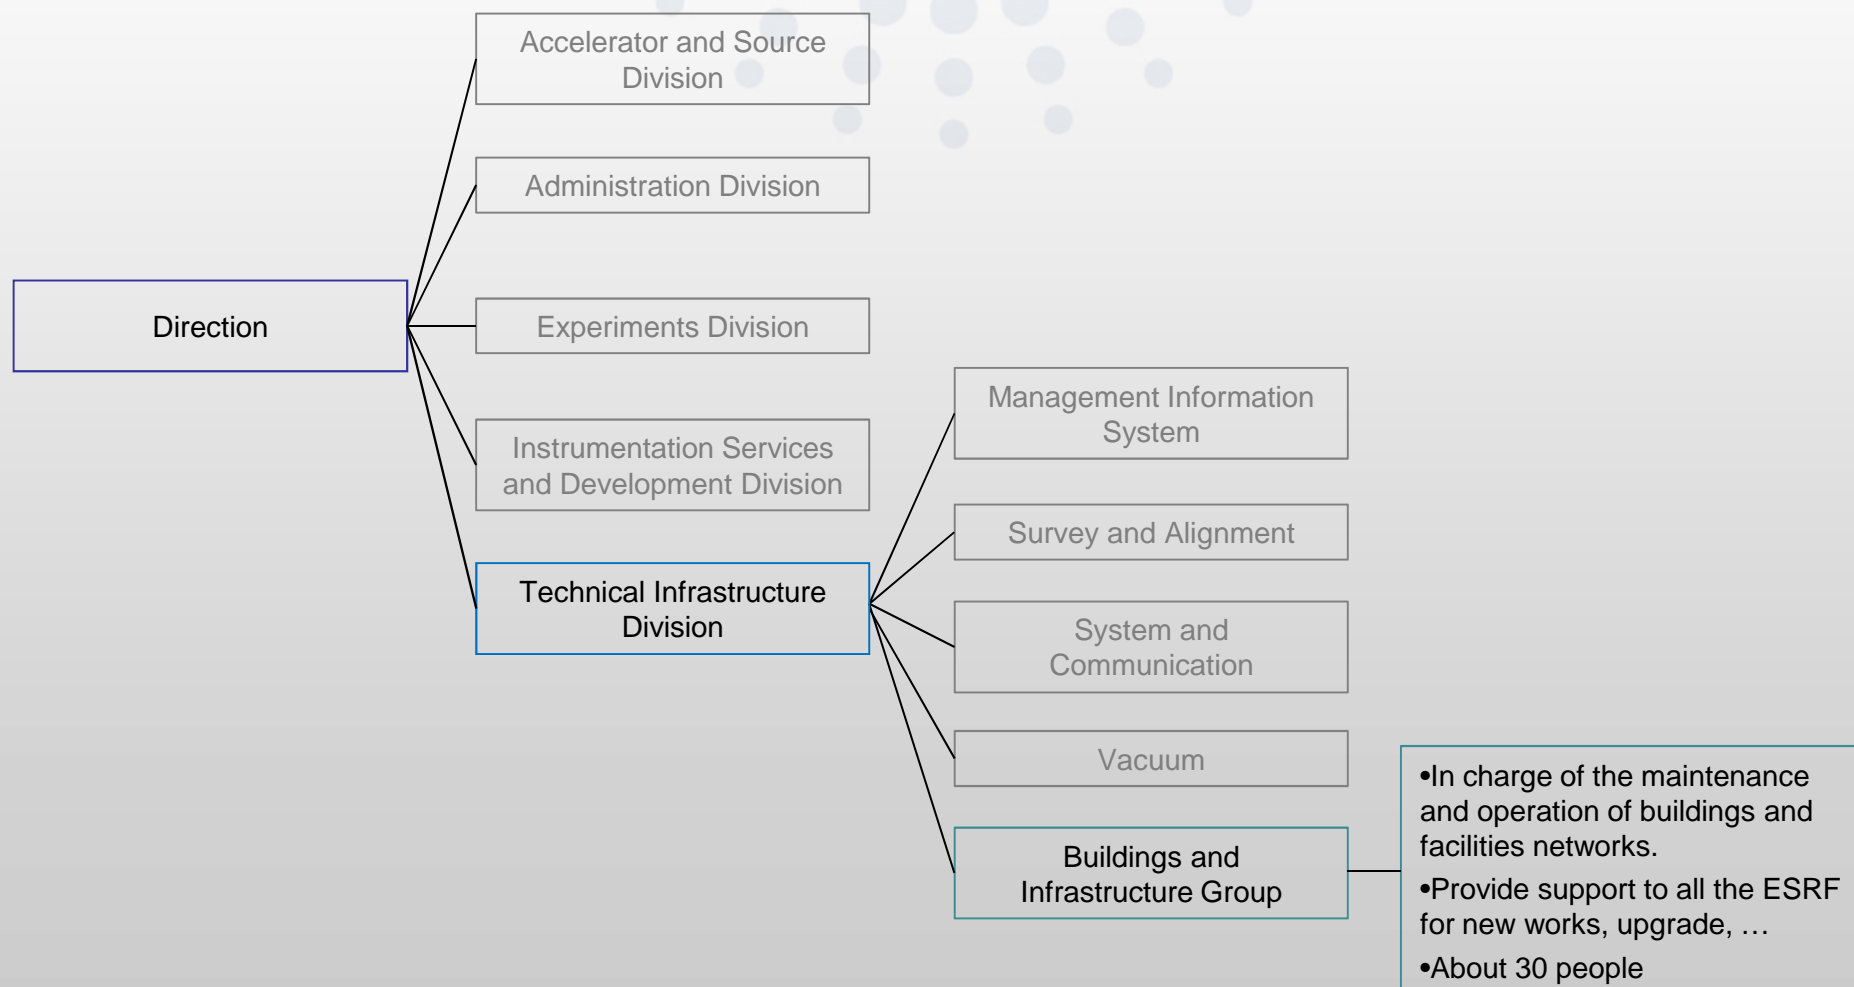 Accelerator and Source
Division
Administration Division
Direction
Experiments Division
Management Information
System
Instrumentation Services
and Development Division
Survey and Alignment
Technical Infrastructure
Division
System and
Communication
Vacuum
•In charge of the maintenance
and operation of buildings and
facilities networks.
Buildings and
Infrastructure Group
•Provide support to all the ESRF
for new works, upgrade, …
•About 30 people